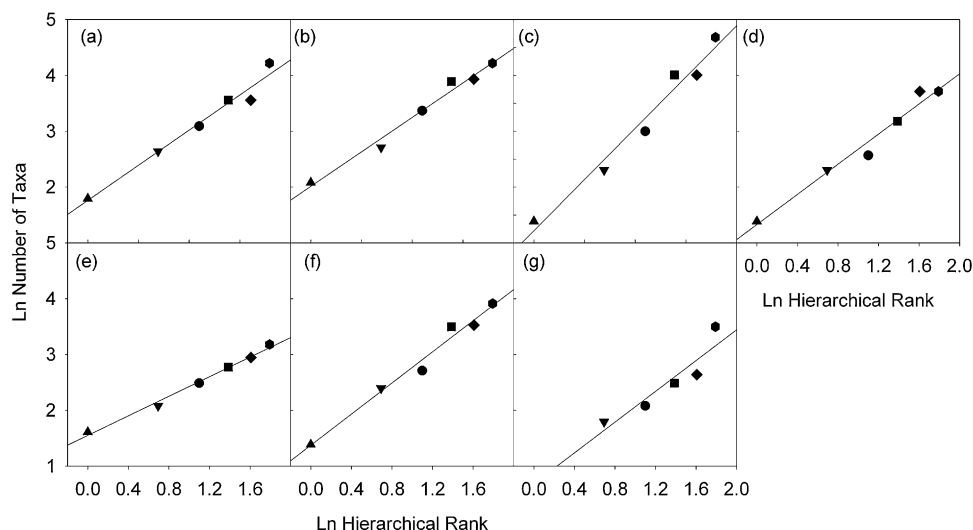 5 (a) (b) (c) (d)
4
3
2
Ln Number of Taxa
5
(e) (f) (g)
0.0 0.4 0.8 1.2 1.6 2.0
Ln Hierarchical Rank
4
3
2
1
0.0 0.4 0.8 1.2 1.6 0.0 0.4 0.8 1.2 1.6 0.0 0.4 0.8 1.2 1.6 2.0
Ln Hierarchical Rank